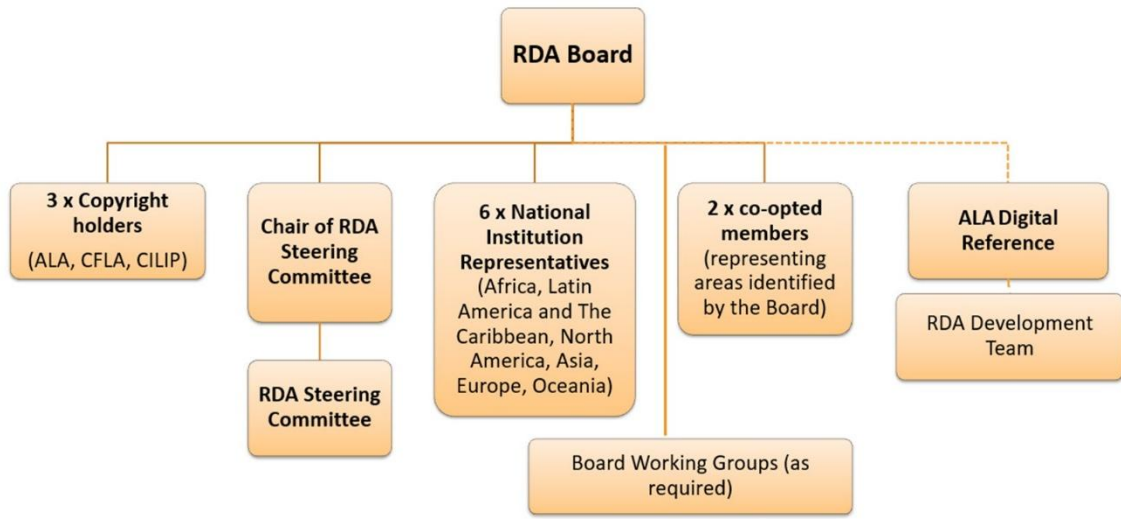 RDA Board
3 x Copyright
holders
(ALA, CFLA, CILIP)
Chair of RDA
Steering
Committee
RDA Steering
Committee
6 x National
Institution
Representatives
(Africa, Latin
America and The
Caribbean, North
America, Asia,
Europe, Oceania)
Board Working Groups (as
required)
2 x co-opted
members
(representing
areas identified
by the Board)
ALA Digital
Reference
RDA Development
Team